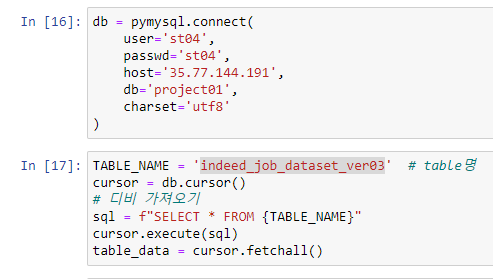 In [16]: db = pymysql.connect(
    user='st04',
    passwd='st04',
    host='35.77.144.191',
    db='project01',
    charset='utf8'
)
In [17]: TABLE_NAME = 'indeed_job_dataset_ver03'  # table명
cursor = db.cursor()
# 디비 가져오기
sql = f"SELECT * FROM {TABLE_NAME}"
cursor.execute(sql)
table_data = cursor.fetchall()